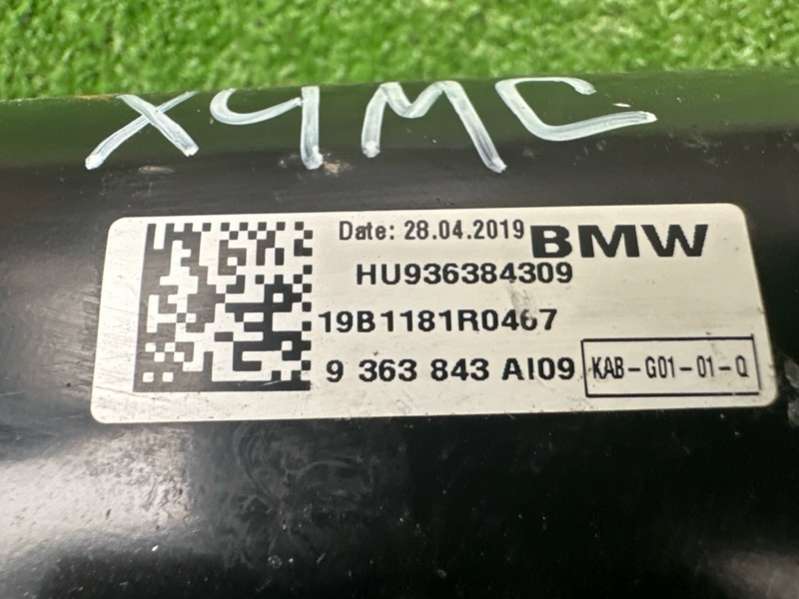 X4MC
Date: 28.04.2019 BMW
HU936384309
19B1181R0467
9 363 843 AI09 KAB-G01-01-Q